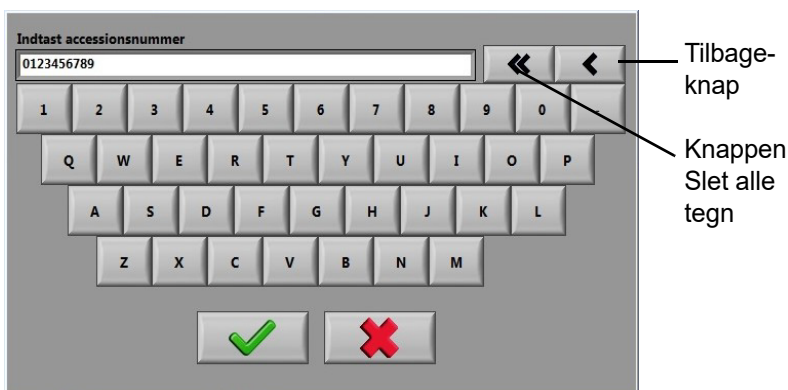 Indtast accessionsnummer
0123456789
1 2 3 4 5 6 7 8 9 0 -
Q W E R T Y U I O P
A S D F G H J K L
Z X C V B N M
Tilbage-
knap
Knappen
Slet alle
tegn